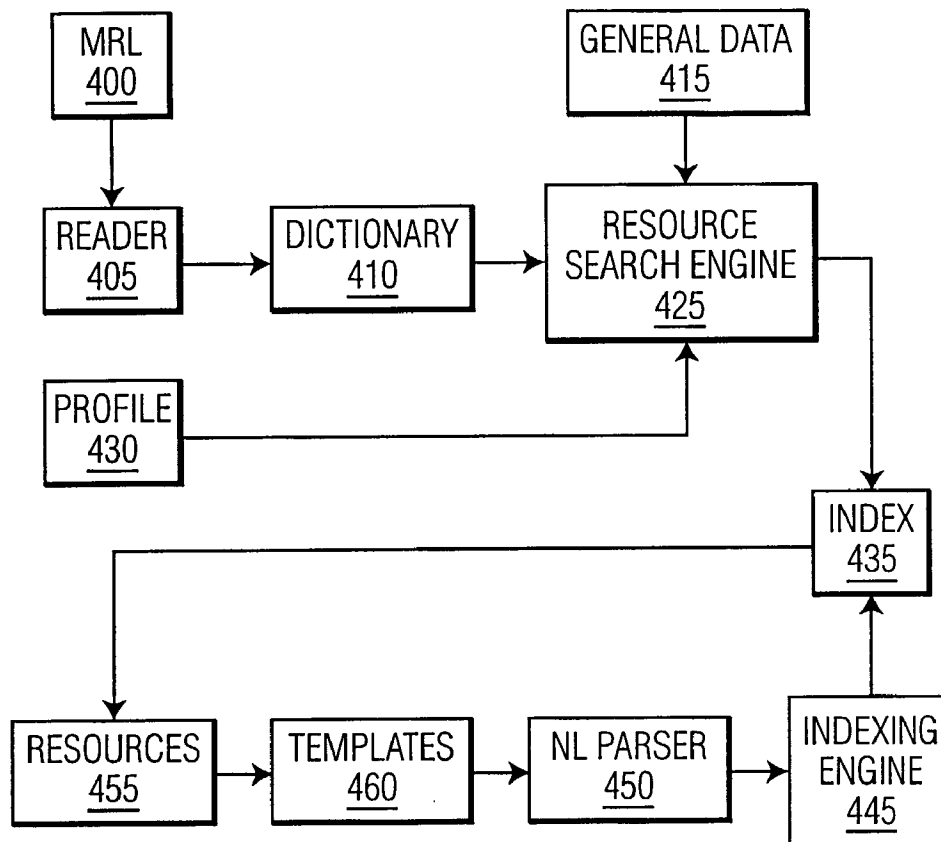 MRL
400
GENERAL DATA
415
READER
405
DICTIONARY
410
RESOURCE
SEARCH ENGINE
425
PROFILE
430
INDEX
435
RESOURCES
455
TEMPLATES
460
NL PARSER
450
INDEXING
ENGINE
445